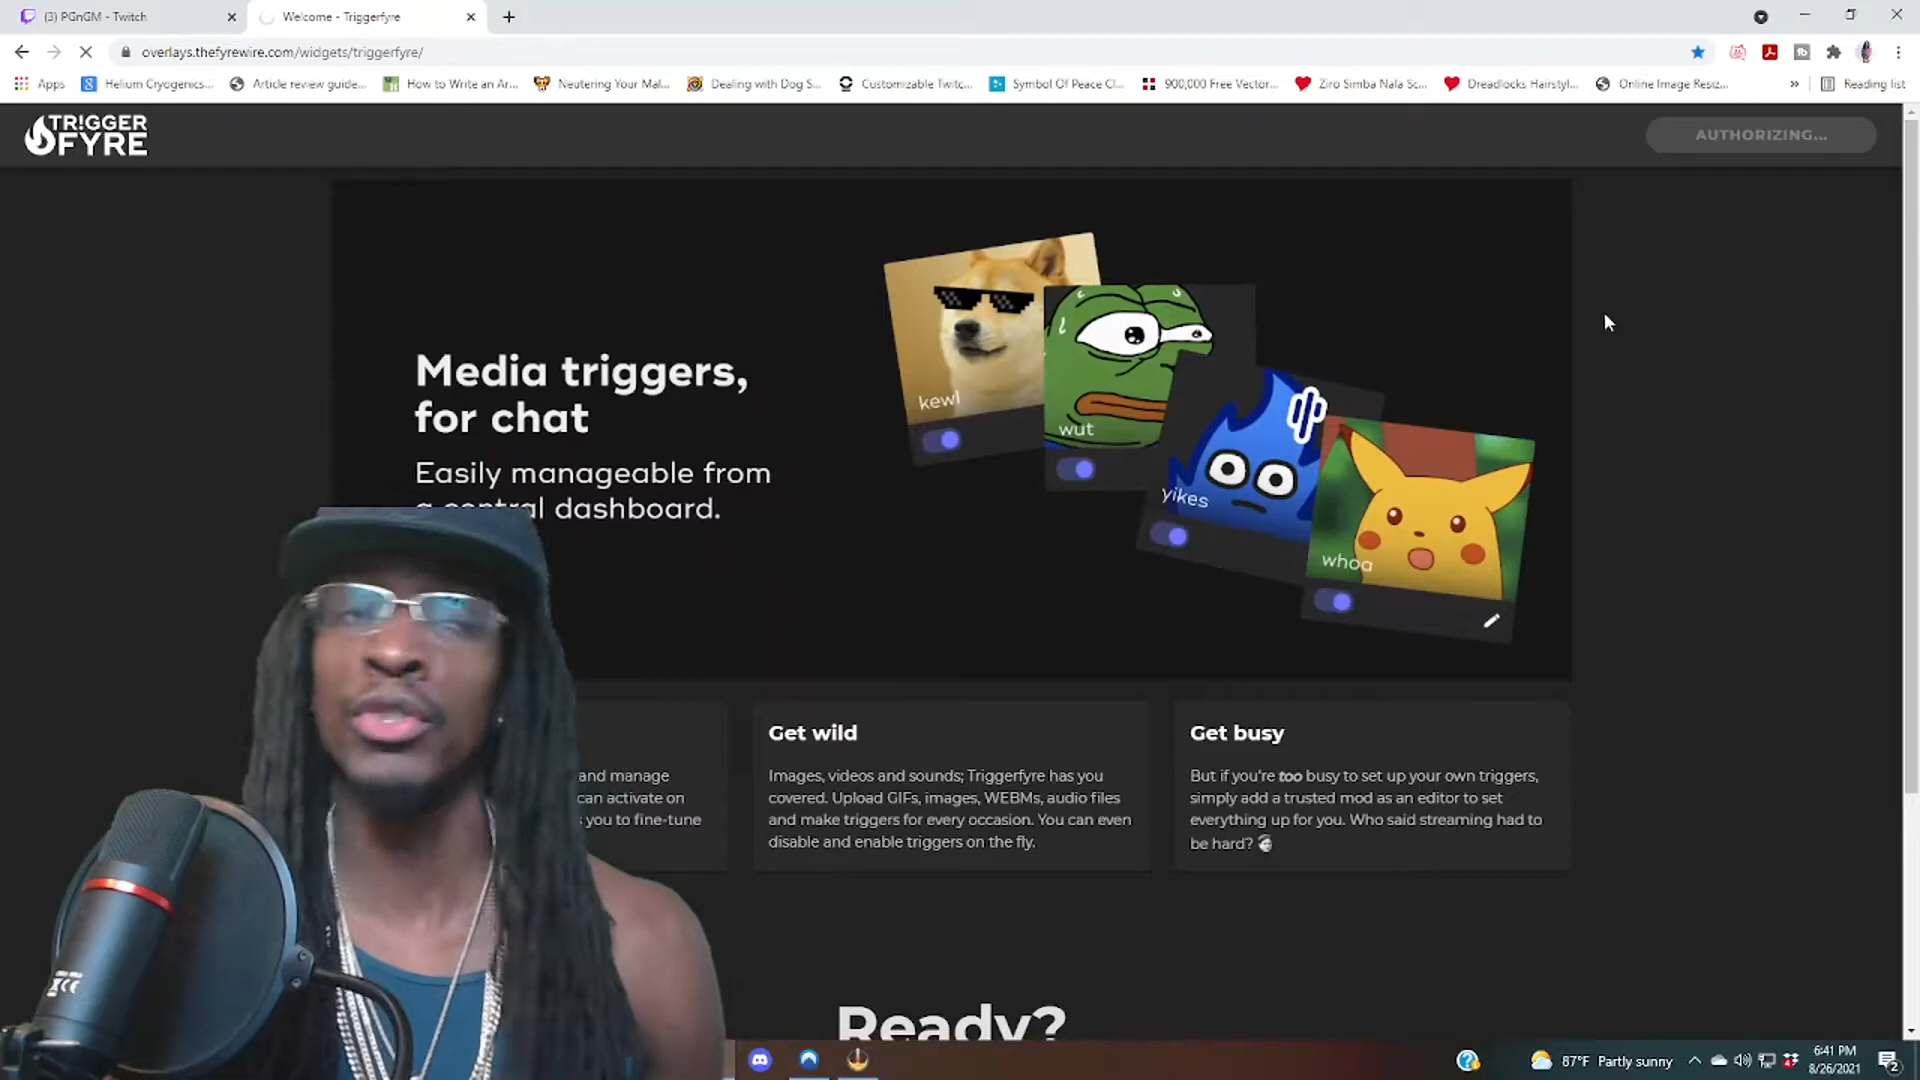 (3) PGnGM - Twitch
Welcome - Triggerfyre
overlays.thefyrewire.com/widgets/triggerfyre/
Apps
Helium Cryogenics...
Article review guide...
How to Write an Ar...
Neutering Your Mal...
Dealing with Dog S...
Customizable Twitc...
Symbol Of Peace Cl...
900,000 Free Vector...
Ziro Simba Nala Sc...
Dreadlocks Hairstyl...
Online Image Resiz...
»
Reading list
TR!GGER
FYRE
AUTHORIZING...
Media triggers,
for chat
Easily manageable from
a central dashboard.
kewl
wut
yikes
whoa
and manage
can activate on
s you to fine-tune
Get wild
Images, videos and sounds; Triggerfyre has you
covered. Upload GIFs, images, WEBMs, audio files
and make triggers for every occasion. You can even
disable and enable triggers on the fly.
Get busy
But if you're too busy to set up your own triggers,
simply add a trusted mod as an editor to set
everything up for you. Who said streaming had to
be hard?
Ready?
87°F Partly sunny
6:41 PM
8/26/2021
2